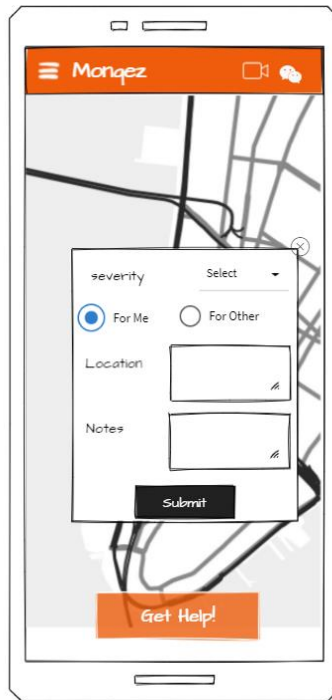 Monqez
severity Select
For Me For Other
Location
Notes
Submit
Get Help!